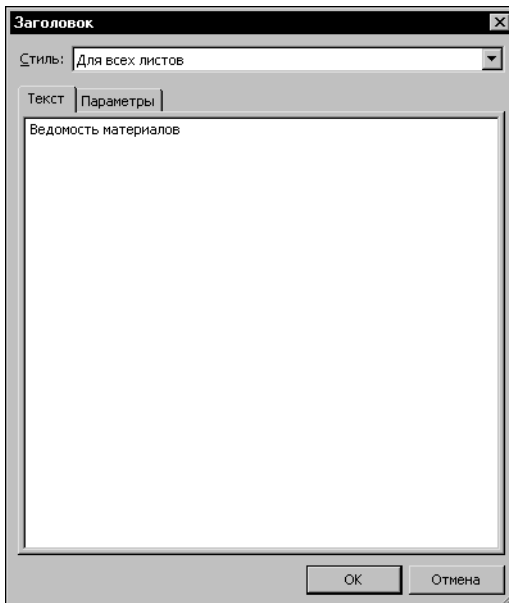 Заголовок
Стиль: Для всех листов
Текст Параметры
Ведомость материалов
OK Отмена